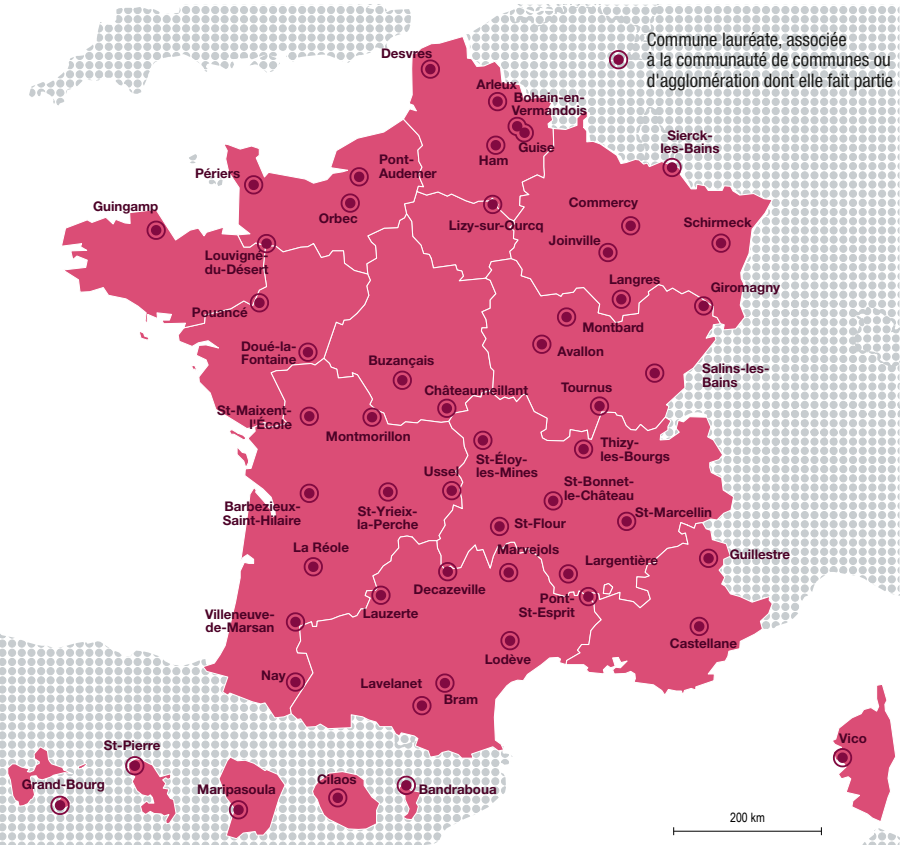 Commune lauréate, associée
à la communauté de communes ou
d'agglomération dont elle fait partie
Desvres
Arleux
Bohain-en-
Vermandois
Guise
Ham
Sierck-
les-Bains
Périers
Pont-
Audemer
Orbec
Guingamp
Lizy-sur-Ourcq
Commercy
Schirmeck
Joinville
Louvigné-
du-Désert
Langres
Giromagny
Pouancé
Montbard
Doué-la-
Fontaine
Avallon
Buzançais
Salins-les-
Bains
Châteaumeillant
Tournus
St-Maixent-
l'École
Montmorillon
Thizy-
les-Bourgs
St-Éloy-
les-Mines
Ussel
St-Bonnet-
le-Château
Barbezieux-
Saint-Hilaire
St-Yrieix-
la-Perche
St-Flour
St-Marcellin
La Réole
Marvejols
Largentière
Guillestre
Decazeville
Pont-
St-Esprit
Lauzerte
Villeneuve-
de-Marsan
Castellane
Lodève
Nay
Lavelanet
Bram
Vico
St-Pierre
Grand-Bourg
Maripasoula
Cilaos
Bandraboua
200 km